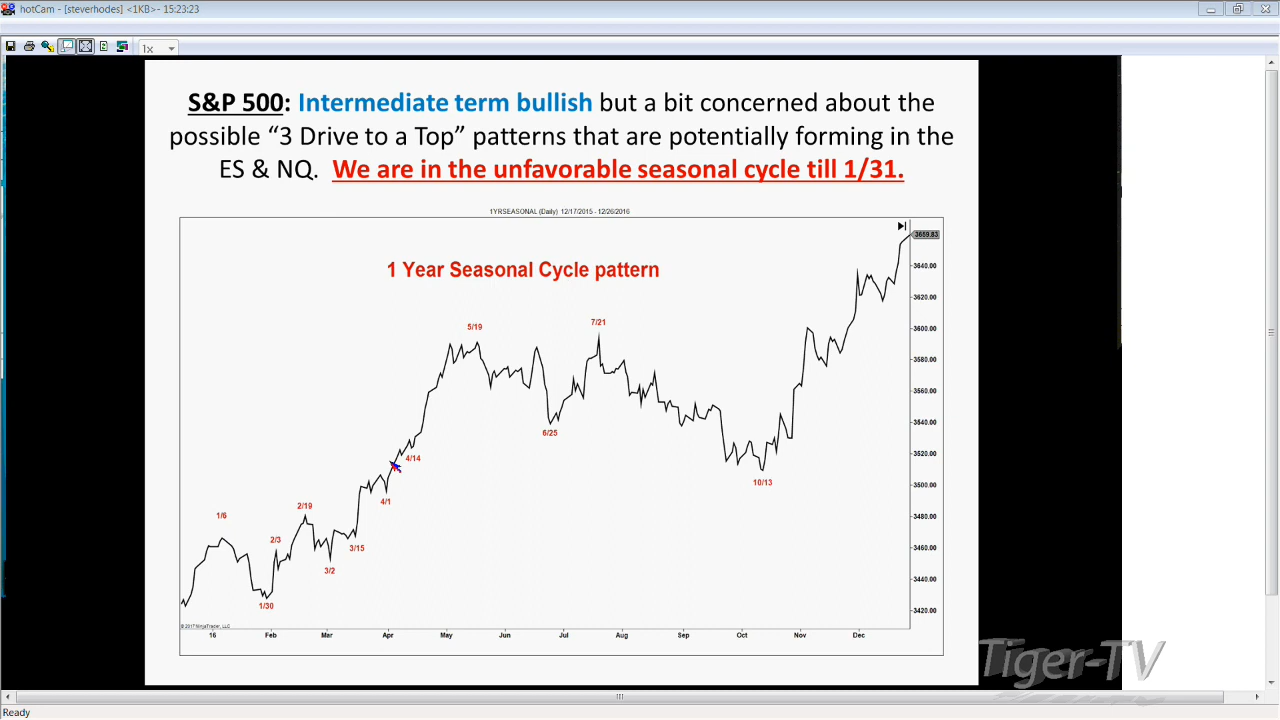 hotCam - [steverhodes] <1KB>- 15:23:23
1x
S&P 500: Intermediate term bullish but a bit concerned about the
possible “3 Drive to a Top” patterns that are potentially forming in the
ES & NQ. We are in the unfavorable seasonal cycle till 1/31.
1YRSEASONAL (Daily) 12/17/2015 - 12/26/2016
3659.83
1 Year Seasonal Cycle pattern
3640.00
3620.00
7/21
5/19
3600.00
3580.00
3560.00
3540.00
6/25
4/14
3520.00
10/13
3500.00
4/1
2/19
1/6
3480.00
2/3
3/15
3460.00
3/2
3440.00
1/30
3420.00
© 2017 NinjaTrader, LLC
16 Feb Mar Apr May Jun Jul Aug Sep Oct Nov Dec
Tiger-TV
Ready